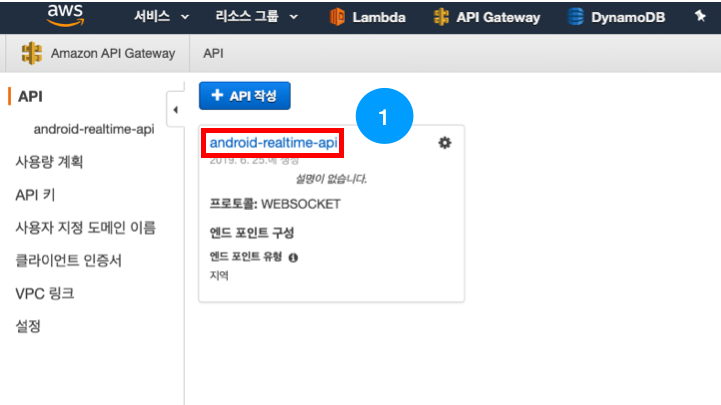 aws 서비스 리소스 그룹 Lambda API Gateway DynamoDB
Amazon API Gateway API
API
android-realtime-api
사용량 계획
API 키
사용자 지정 도메인 이름
클라이언트 인증서
VPC 링크
설정
+ API 작성
1
android-realtime-api
2019. 6. 25.에 생성
설명이 없습니다.
프로토콜: WEBSOCKET
엔드 포인트 구성
엔드 포인트 유형
지역